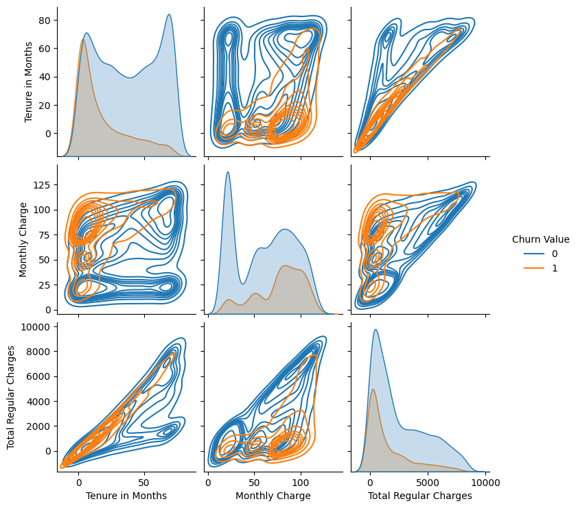 80
60
40
20
0
Tenure in Months
125
100
75
50
25
0
Monthly Charge
Churn Value
0
1
10000
8000
6000
4000
2000
0
Total Regular Charges
0 50
Tenure in Months
0 50 100
Monthly Charge
0 5000 10000
Total Regular Charges